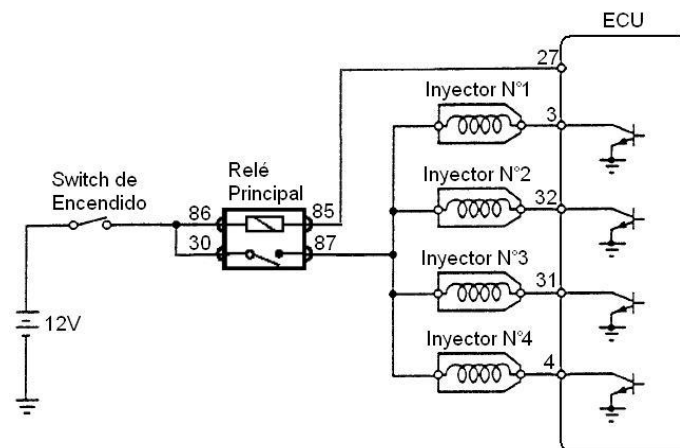 ECU
27
Inyector N°1
3
Relé
Principal
Switch de
Encendido
86
85
30
87
Inyector N°2
32
Inyector N°3
31
12V
Inyector N°4
4